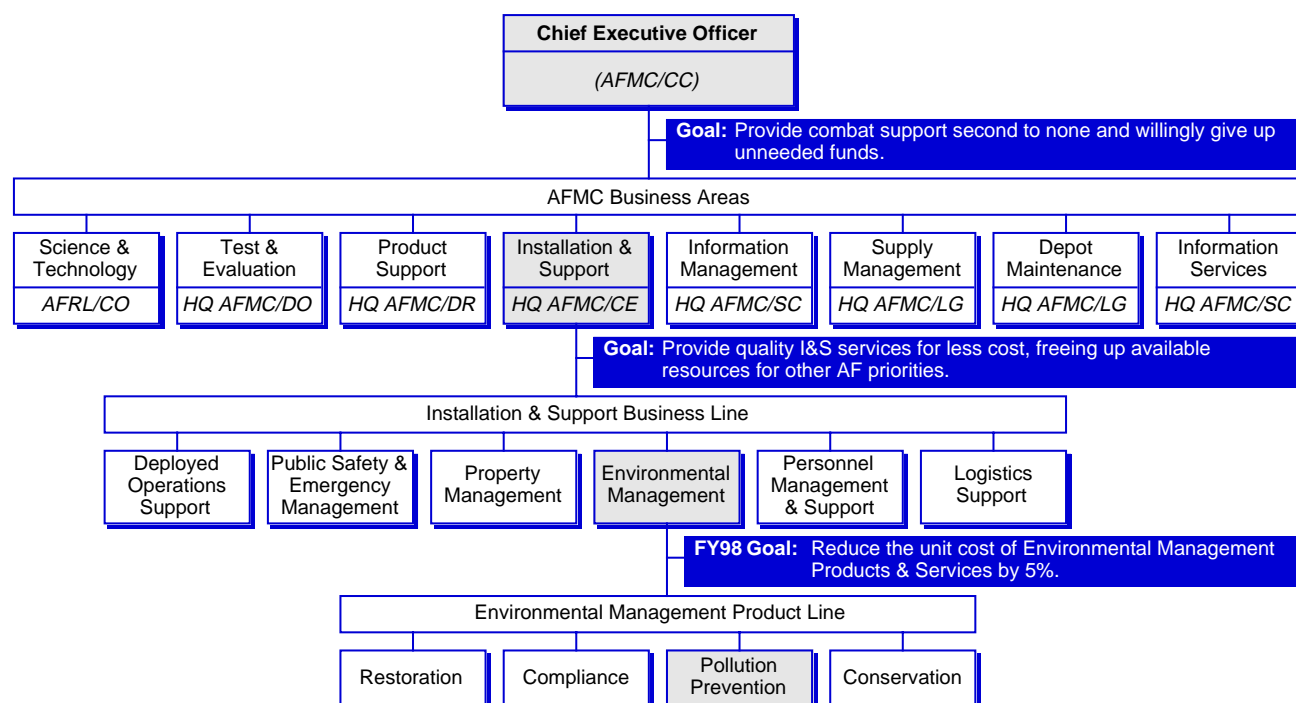 Chief Executive Officer
(AFMC/CC)
Goal: Provide combat support second to none and willingly give up
unneeded funds.
AFMC Business Areas
Science &
Technology
AFRL/CO
Test &
Evaluation
HQ AFMC/DO
Product
Support
HQ AFMC/DR
Installation &
Support
HQ AFMC/CE
Information
Management
HQ AFMC/SC
Supply
Management
HQ AFMC/LG
Depot
Maintenance
HQ AFMC/LG
Information
Services
HQ AFMC/SC
Goal: Provide quality I&S services for less cost, freeing up available
resources for other AF priorities.
Installation & Support Business Line
Deployed
Operations
Support
Public Safety &
Emergency
Management
Property
Management
Environmental
Management
Personnel
Management
& Support
Logistics
Support
FY98 Goal: Reduce the unit cost of Environmental Management
Products & Services by 5%.
Environmental Management Product Line
Restoration
Compliance
Pollution
Prevention
Conservation